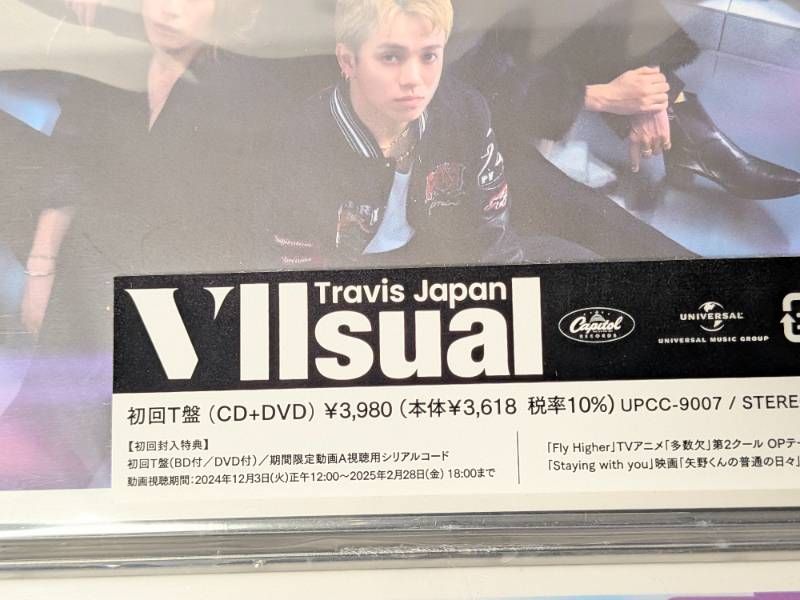 Travis Japan
VIIsual
Capitol
RECORDS
UNIVERSAL
UNIVERSAL MUSIC GROUP
初回T盤 (CD+DVD) ¥3,980 (本体¥3,618 税率10%) UPCC-9007 / STEREO
【初回封入特典】
初回T盤(BD付/DVD付)/期間限定動画A視聴用シリアルコード
動画視聴期間:2024年12月3日(火)正午12:00〜2025年2月28日(金) 18:00まで
「Fly Higher」TVアニメ「多数欠」第2クール OPテー
「Staying with you」映画「矢野くんの普通の日々」